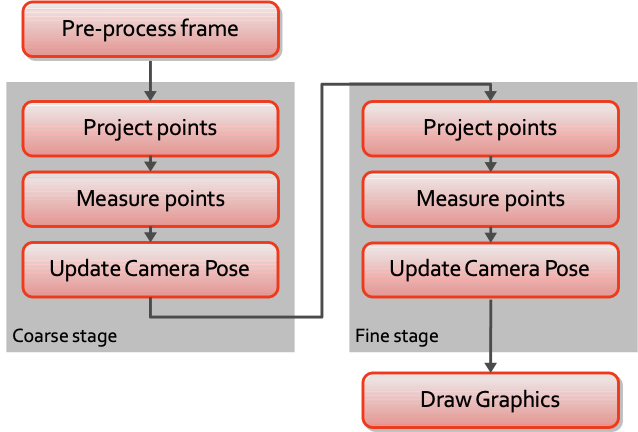 Pre-process frame
Project points
Measure points
Update Camera Pose
Coarse stage
Project points
Measure points
Update Camera Pose
Fine stage
Draw Graphics